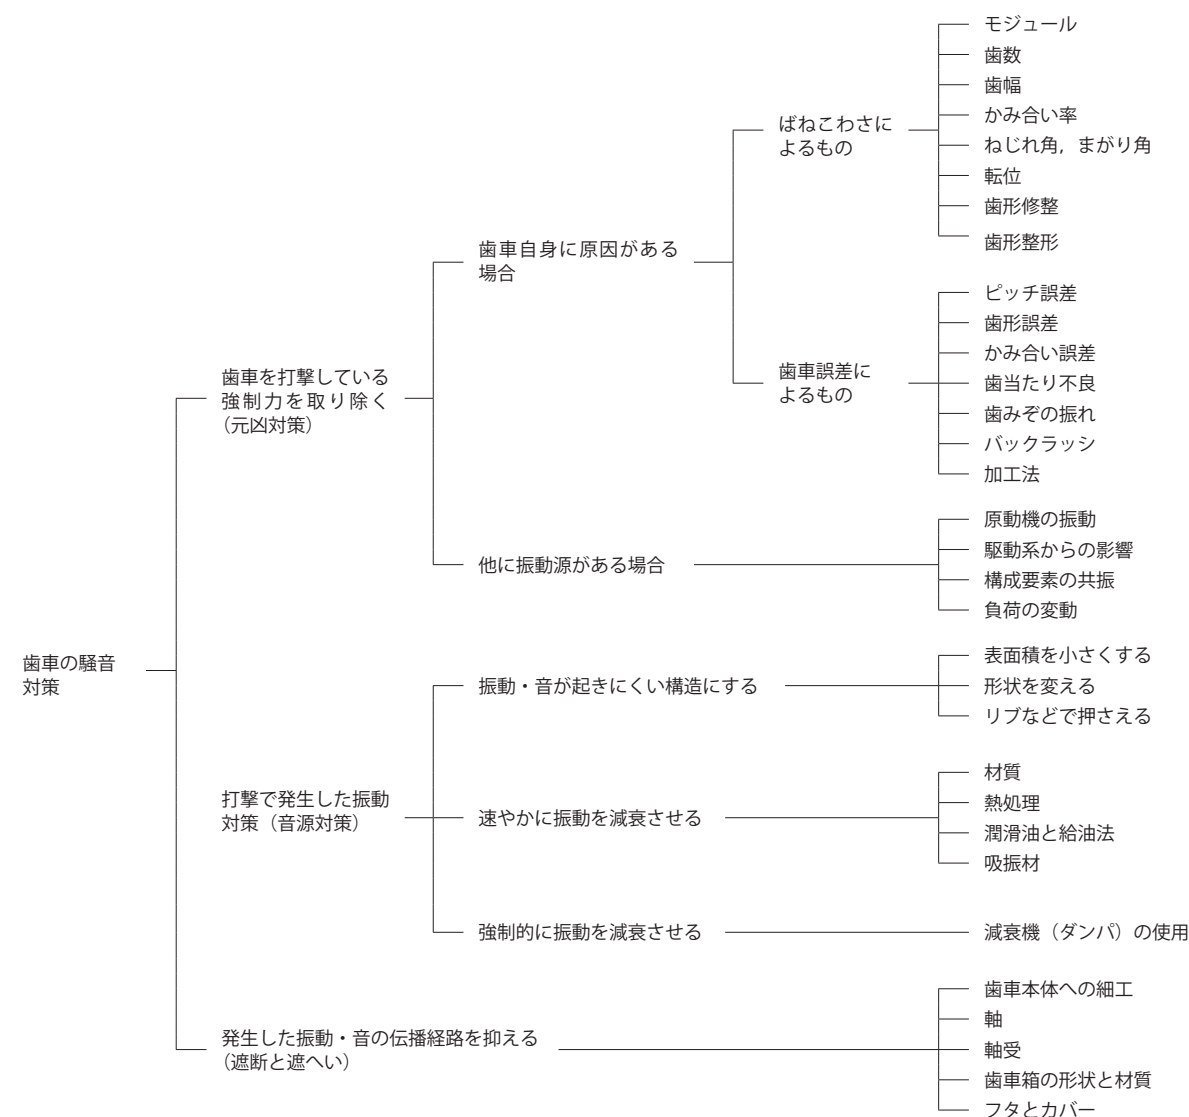 歯車の騒音
対策
歯車を打撃している
強制力を取り除く
（元凶対策）
歯車自身に原因がある
場合
ばねこわさに
よるもの
モジュール
歯数
歯幅
かみ合い率
ねじれ角，まがり角
転位
歯形修整
歯形整形
歯車誤差に
よるもの
ピッチ誤差
歯形誤差
かみ合い誤差
歯当たり不良
歯みぞの振れ
バックラッシ
加工法
他に振動源がある場合
原動機の振動
駆動系からの影響
構成要素の共振
負荷の変動
打撃で発生した振動
対策（音源対策）
振動・音が起きにくい構造にする
表面積を小さくする
形状を変える
リブなどで押さえる
速やかに振動を減衰させる
材質
熱処理
潤滑油と給油法
吸振材
強制的に振動を減衰させる
減衰機（ダンパ）の使用
発生した振動・音の伝播経路を抑える
（遮断と遮へい）
歯車本体への細工
軸
軸受
歯車箱の形状と材質
フタとカバー